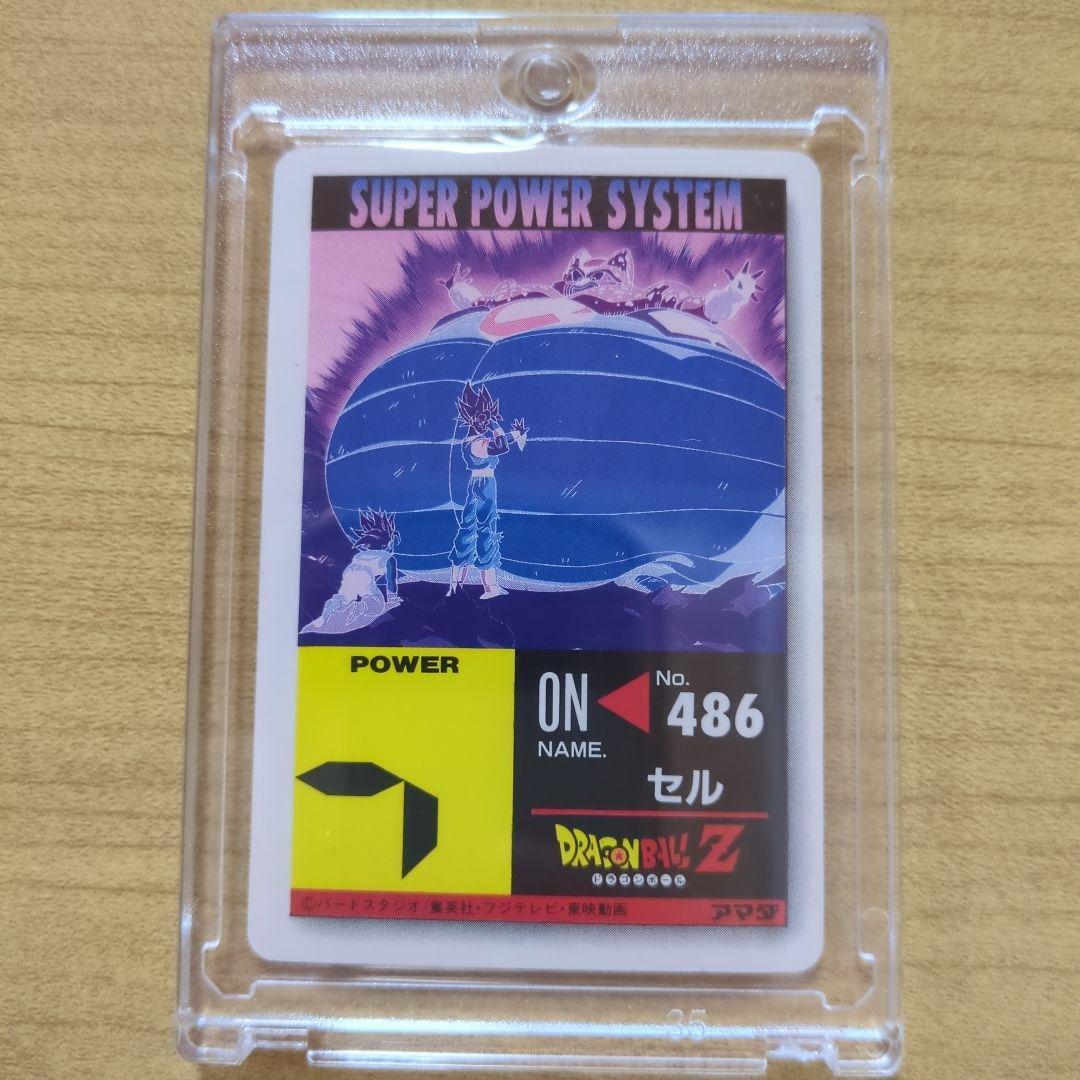 SUPER POWER SYSTEM
POWER
ON
No.
486
NAME.
セル
DRAGON BALL Z
ドラゴンボール
©バードスタジオ/集英社・フジテレビ・東映動画
アマダ
35